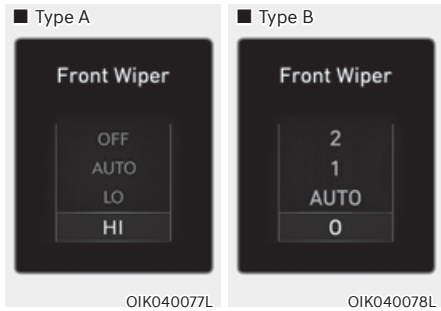 ■ Type A
Front Wiper
OFF
AUTO
LO
HI
OIK040077L
■ Type B
Front Wiper
2
1
AUTO
0
OIK040078L